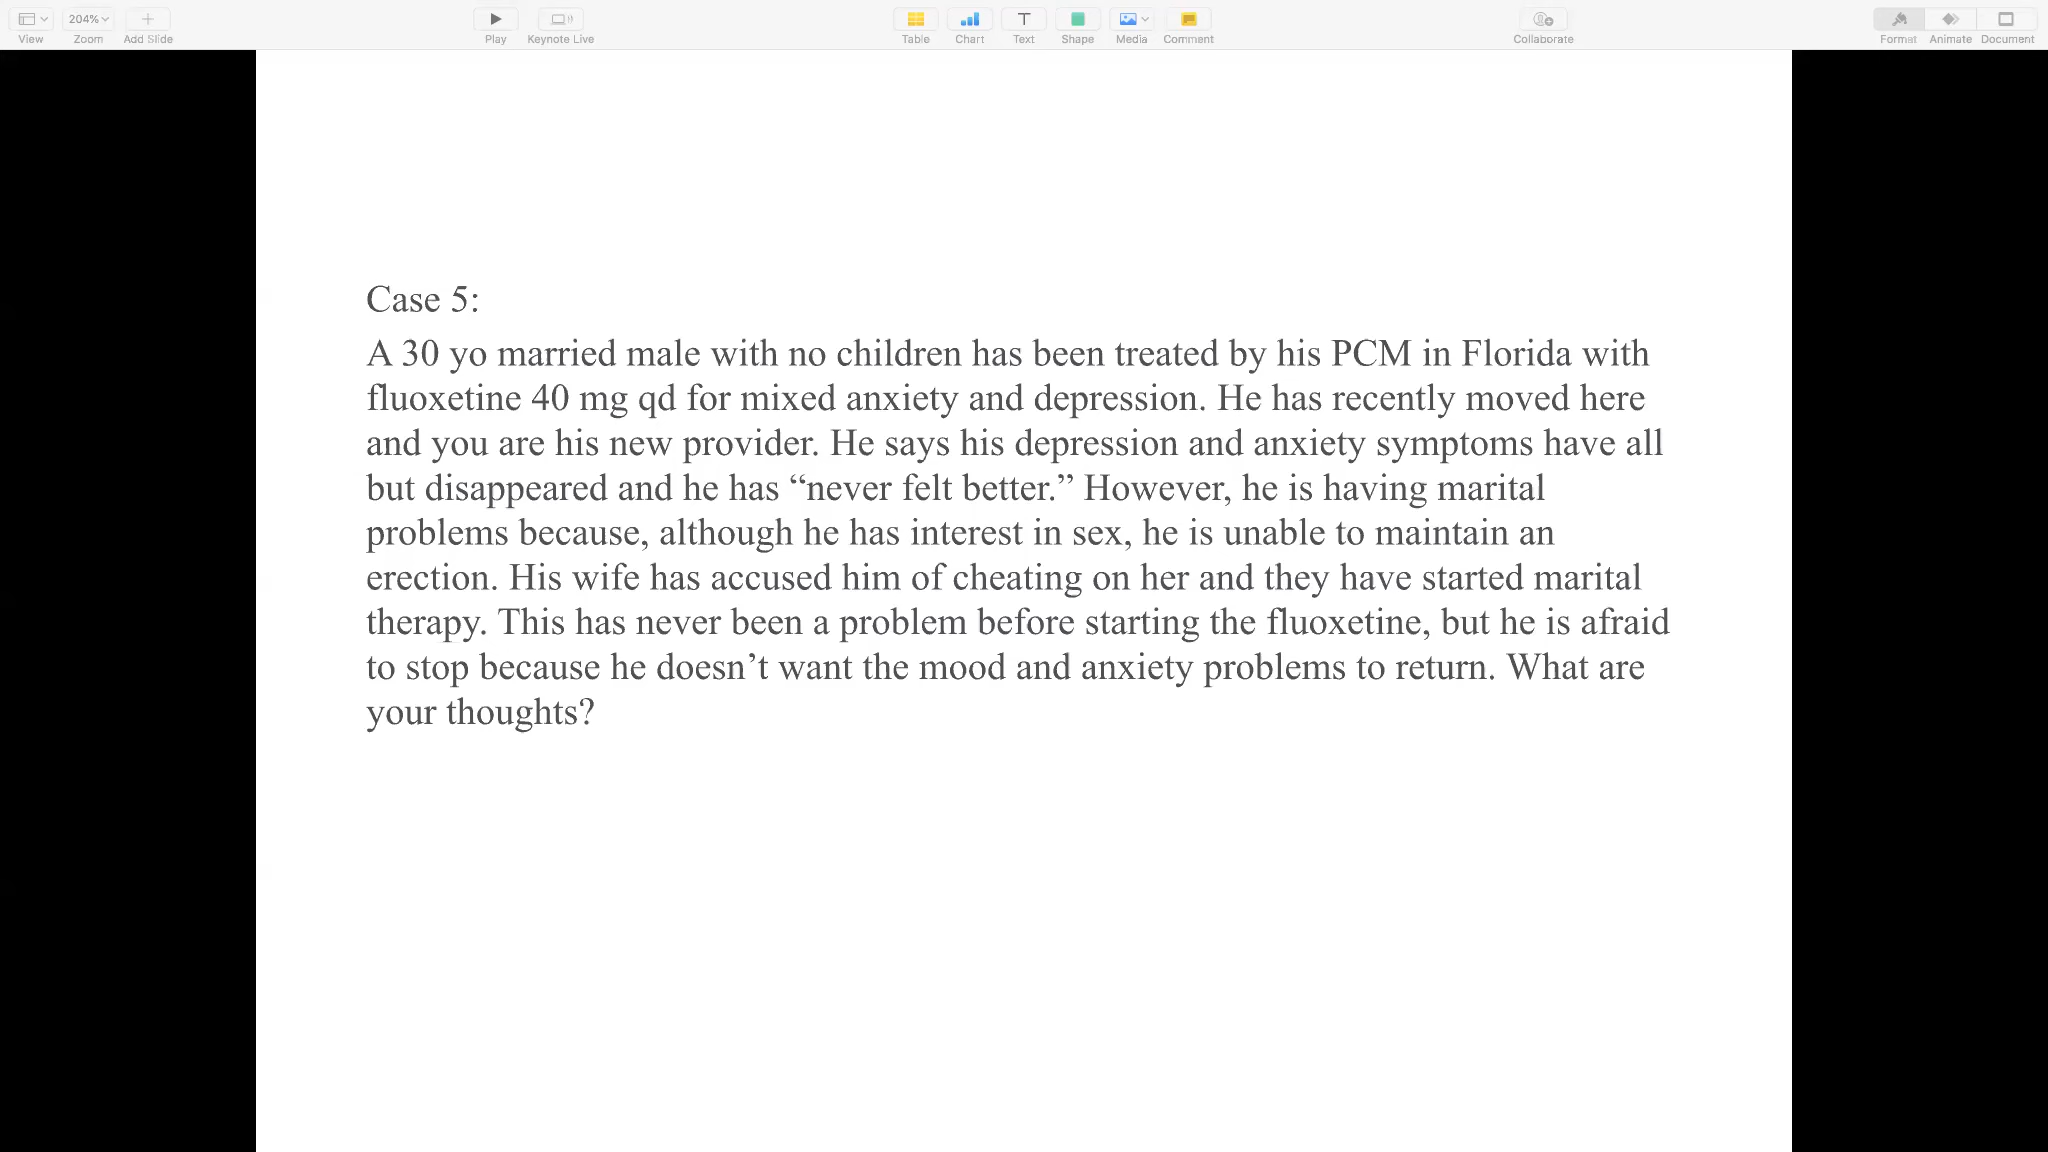 204%
View
Zoom
Add Slide
Play
Keynote Live
Table
Chart
Text
Shape
Media
Comment
Collaborate
Format
Animate
Document
Case 5:
A 30 yo married male with no children has been treated by his PCM in Florida with
fluoxetine 40 mg qd for mixed anxiety and depression. He has recently moved here
and you are his new provider. He says his depression and anxiety symptoms have all
but disappeared and he has “never felt better.” However, he is having marital
problems because, although he has interest in sex, he is unable to maintain an
erection. His wife has accused him of cheating on her and they have started marital
therapy. This has never been a problem before starting the fluoxetine, but he is afraid
to stop because he doesn’t want the mood and anxiety problems to return. What are
your thoughts?